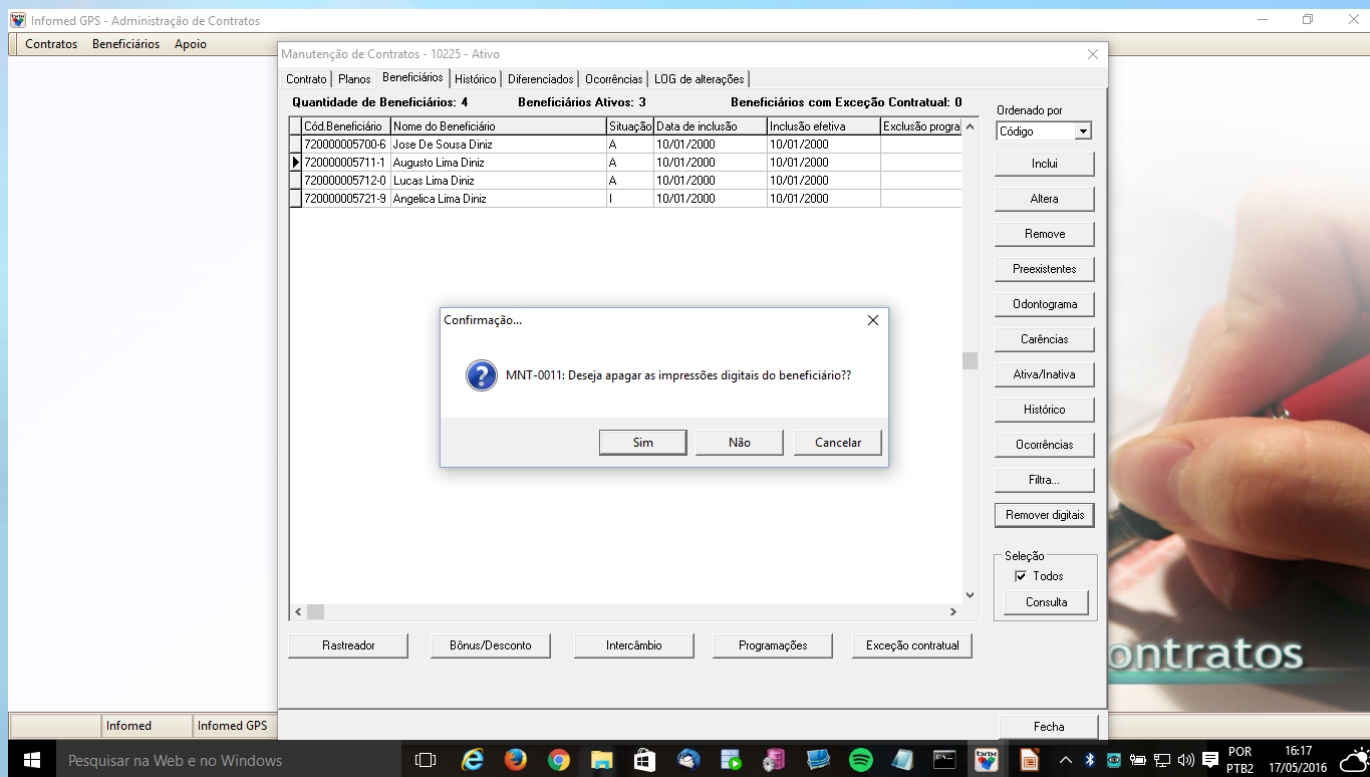 Infomed GPS - Administração de Contratos
Contratos Beneficiários Apoio
Manutenção de Contratos - 10225 - Ativo
Contrato Planos Beneficiários Histórico Diferenciados Ocorrências LOG de alterações
Quantidade de Beneficiários: 4 Beneficiários Ativos: 3 Beneficiários com Exceção Contratual: 0
Cód.Beneficiário Nome do Beneficiário Situação Data de inclusão Inclusão efetiva Exclusão progra
720000005700-6 Jose De Sousa Diniz A 10/01/2000 10/01/2000
720000005711-1 Augusto Lima Diniz A 10/01/2000 10/01/2000
720000005712-0 Lucas Lima Diniz A 10/01/2000 10/01/2000
720000005721-9 Angelica Lima Diniz I 10/01/2000 10/01/2000
Ordenado por
Código
Inclui
Altera
Remove
Preexistentes
Odontograma
Carências
Ativa/Inativa
Histórico
Ocorrências
Filtra...
Remover digitais
Seleção
Todos
Consulta
Confirmação...
MNT-0011: Deseja apagar as impressões digitais do beneficiário??
Sim Não Cancelar
Rastreador Bônus/Desconto Intercâmbio Programações Exceção contratual
ontratos
Infomed Infomed GPS
Fecha
Pesquisar na Web e no Windows
POR
PTB2
16:17
17/05/2016